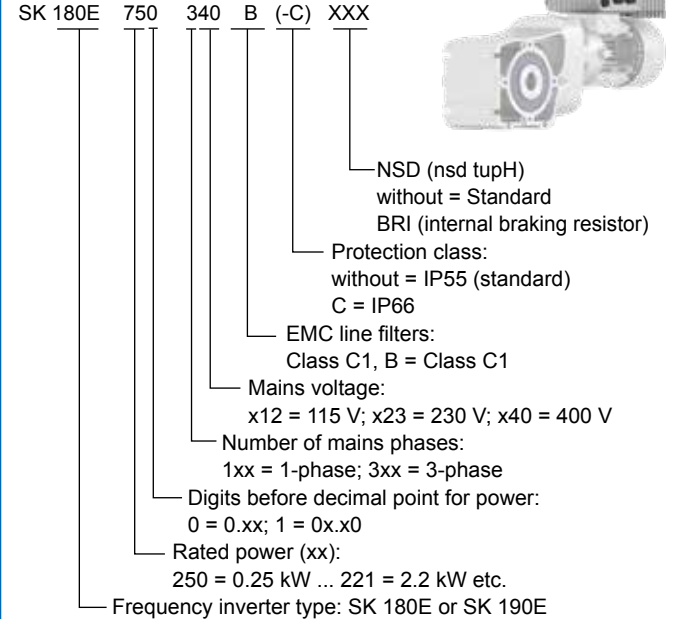 SK 180E 750 340 B (-C) XXX
NSD (nsd tupH)
without = Standard
BRI (internal braking resistor)
Protection class:
without = IP55 (standard)
C = IP66
EMC line filters:
Class C1, B = Class C1
Mains voltage:
x12 = 115 V; x23 = 230 V; x40 = 400 V
Number of mains phases:
1xx = 1-phase; 3xx = 3-phase
Digits before decimal point for power:
0 = 0.xx; 1 = 0x.x0
Rated power (xx):
250 = 0.25 kW ... 221 = 2.2 kW etc.
Frequency inverter type: SK 180E or SK 190E